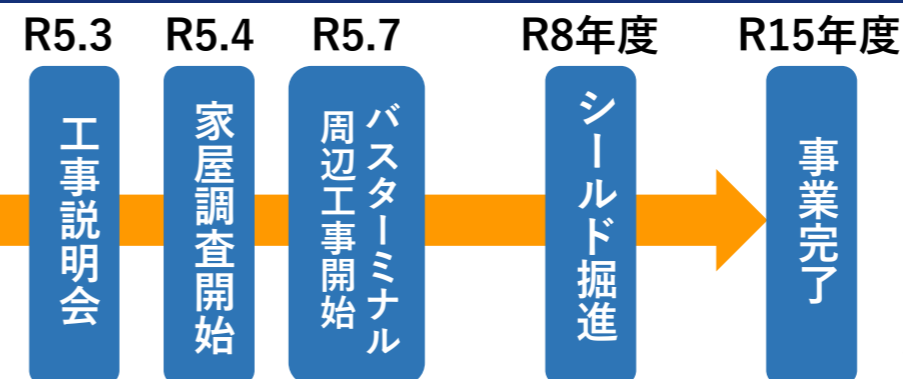 R5.3
工事説明会
R5.4
家屋調査開始
R5.7
バスターミナル
周辺工事開始
R8年度
シールド掘進
R15年度
事業完了